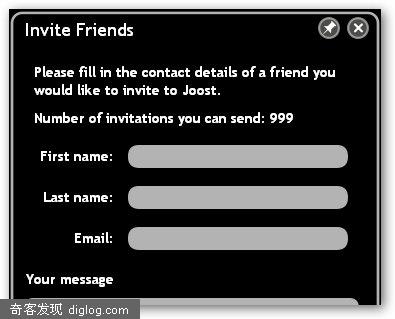 Invite Friends
Please fill in the contact details of a friend you
would like to invite to Joost.
Number of invitations you can send: 999
First name:
Last name:
Email:
Your message
奇客发现 diglog.com